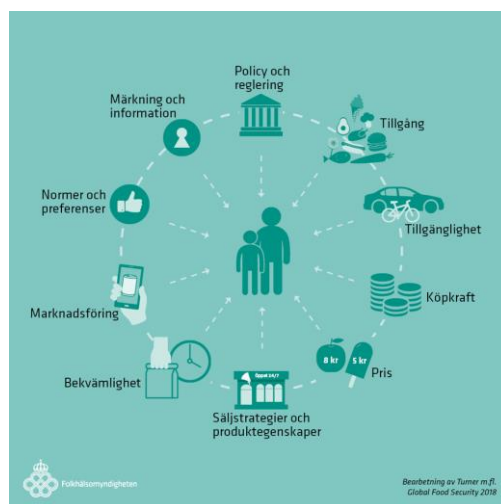 Policy och
reglering
Märkning och
information
Tillgång
Normer och
preferenser
Tillgänglighet
Marknadsföring
Köpkraft
Bekvämlighet
8 kr
5 kr
Pris
Öppet 24/7
Säljstrategier och
produktegenskaper
Folkhälsomyndigheten
Bearbetning av Turner m.fl.
Global Food Security 2018